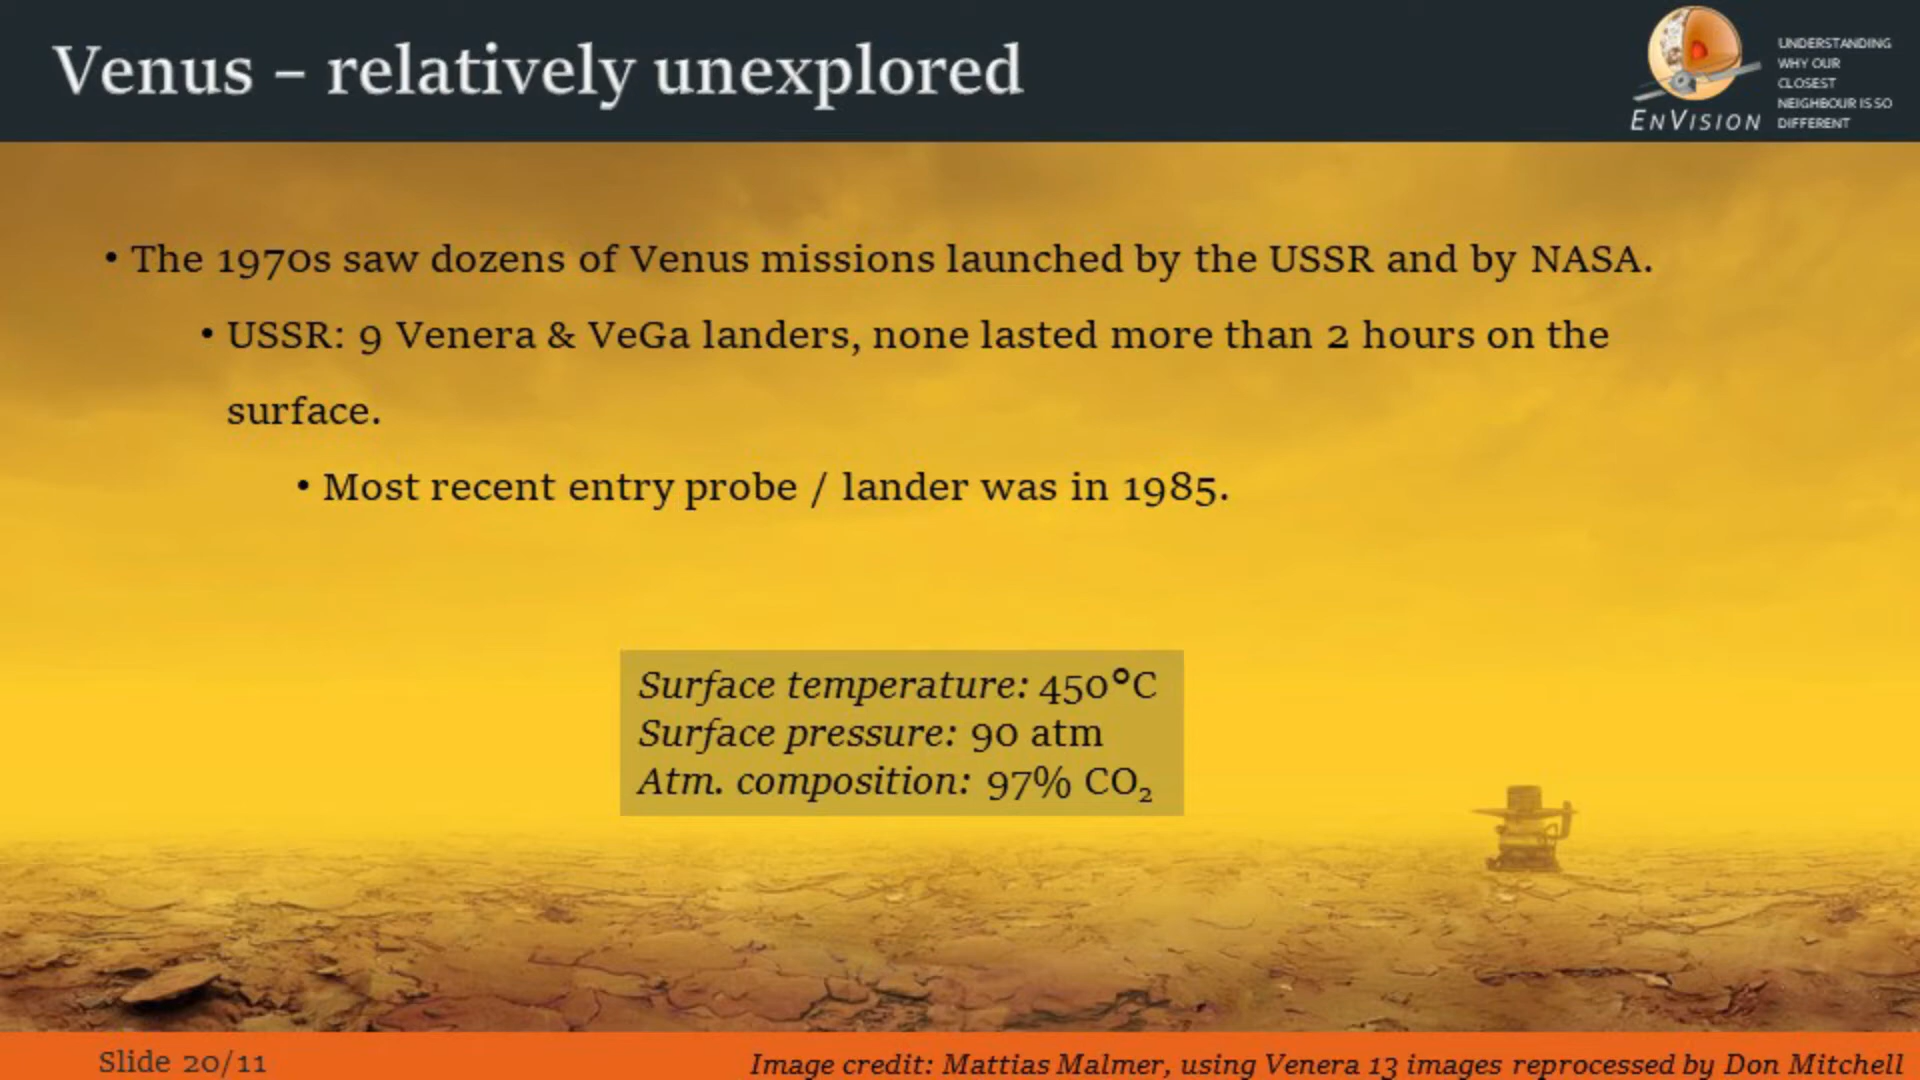 Venus – relatively unexplored
ENVISION
UNDERSTANDING
WHY OUR
CLOSEST
NEIGHBOUR IS SO
DIFFERENT
• The 1970s saw dozens of Venus missions launched by the USSR and by NASA.
• USSR: 9 Venera & VeGa landers, none lasted more than 2 hours on the
surface.
• Most recent entry probe / lander was in 1985.
Surface temperature: 450°C
Surface pressure: 90 atm
Atm. composition: 97% CO₂
Slide 20/11
Image credit: Mattias Malmer, using Venera 13 images reprocessed by Don Mitchell